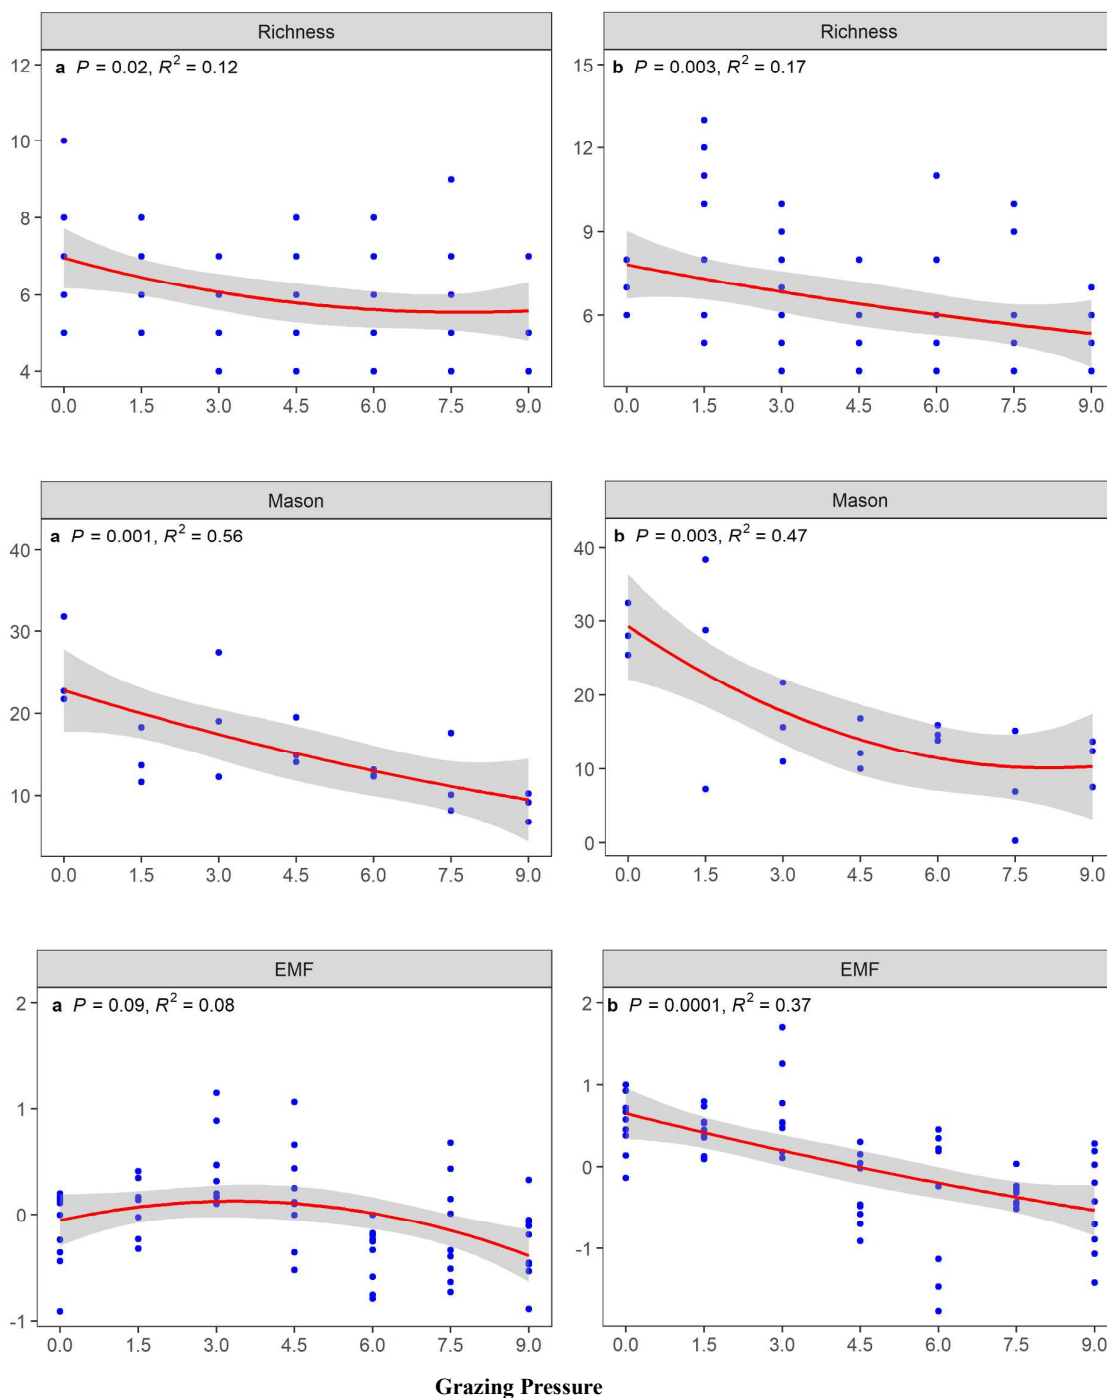 Richness
a P = 0.02, R² = 0.12
12
10
8
6
4
0.0 1.5 3.0 4.5 6.0 7.5 9.0
Richness
b P = 0.003, R² = 0.17
15
12
9
6
0.0 1.5 3.0 4.5 6.0 7.5 9.0
Mason
a P = 0.001, R² = 0.56
40
30
20
10
0.0 1.5 3.0 4.5 6.0 7.5 9.0
Mason
b P = 0.003, R² = 0.47
40
30
20
10
0
0.0 1.5 3.0 4.5 6.0 7.5 9.0
EMF
a P = 0.09, R² = 0.08
2
1
0
-1
0.0 1.5 3.0 4.5 6.0 7.5 9.0
EMF
b P = 0.0001, R² = 0.37
2
1
0
-1
0.0 1.5 3.0 4.5 6.0 7.5 9.0
Grazing Pressure